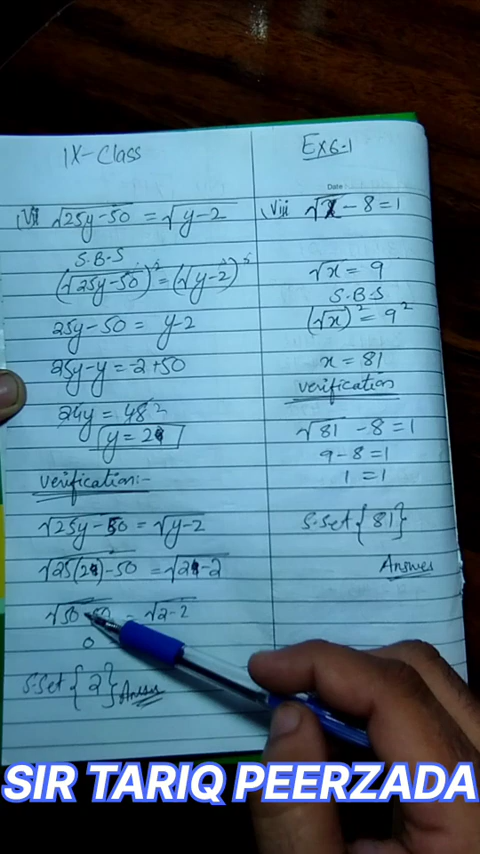 IX-Class
(vii √25y-50 = √y-2
S.B.S
(√25y-50)² = (√y-2)²
25y-50 = y-2
25y-y = -2+50
24y = 48 2
y = 2
Verification:-
√25y-50 = √y-2
√25(2)-50 = √2-2
√50-50 = √2-2
0
S.Set {2} Answer
EX6.1
Date
(viii √x - 8 = 1
√x = 9
S.B.S
(√x)² = 9²
x = 81
Verification
√81 - 8 = 1
9-8 = 1
1 = 1
S.Set {81}
Answer
SIR TARIQ PEERZADA